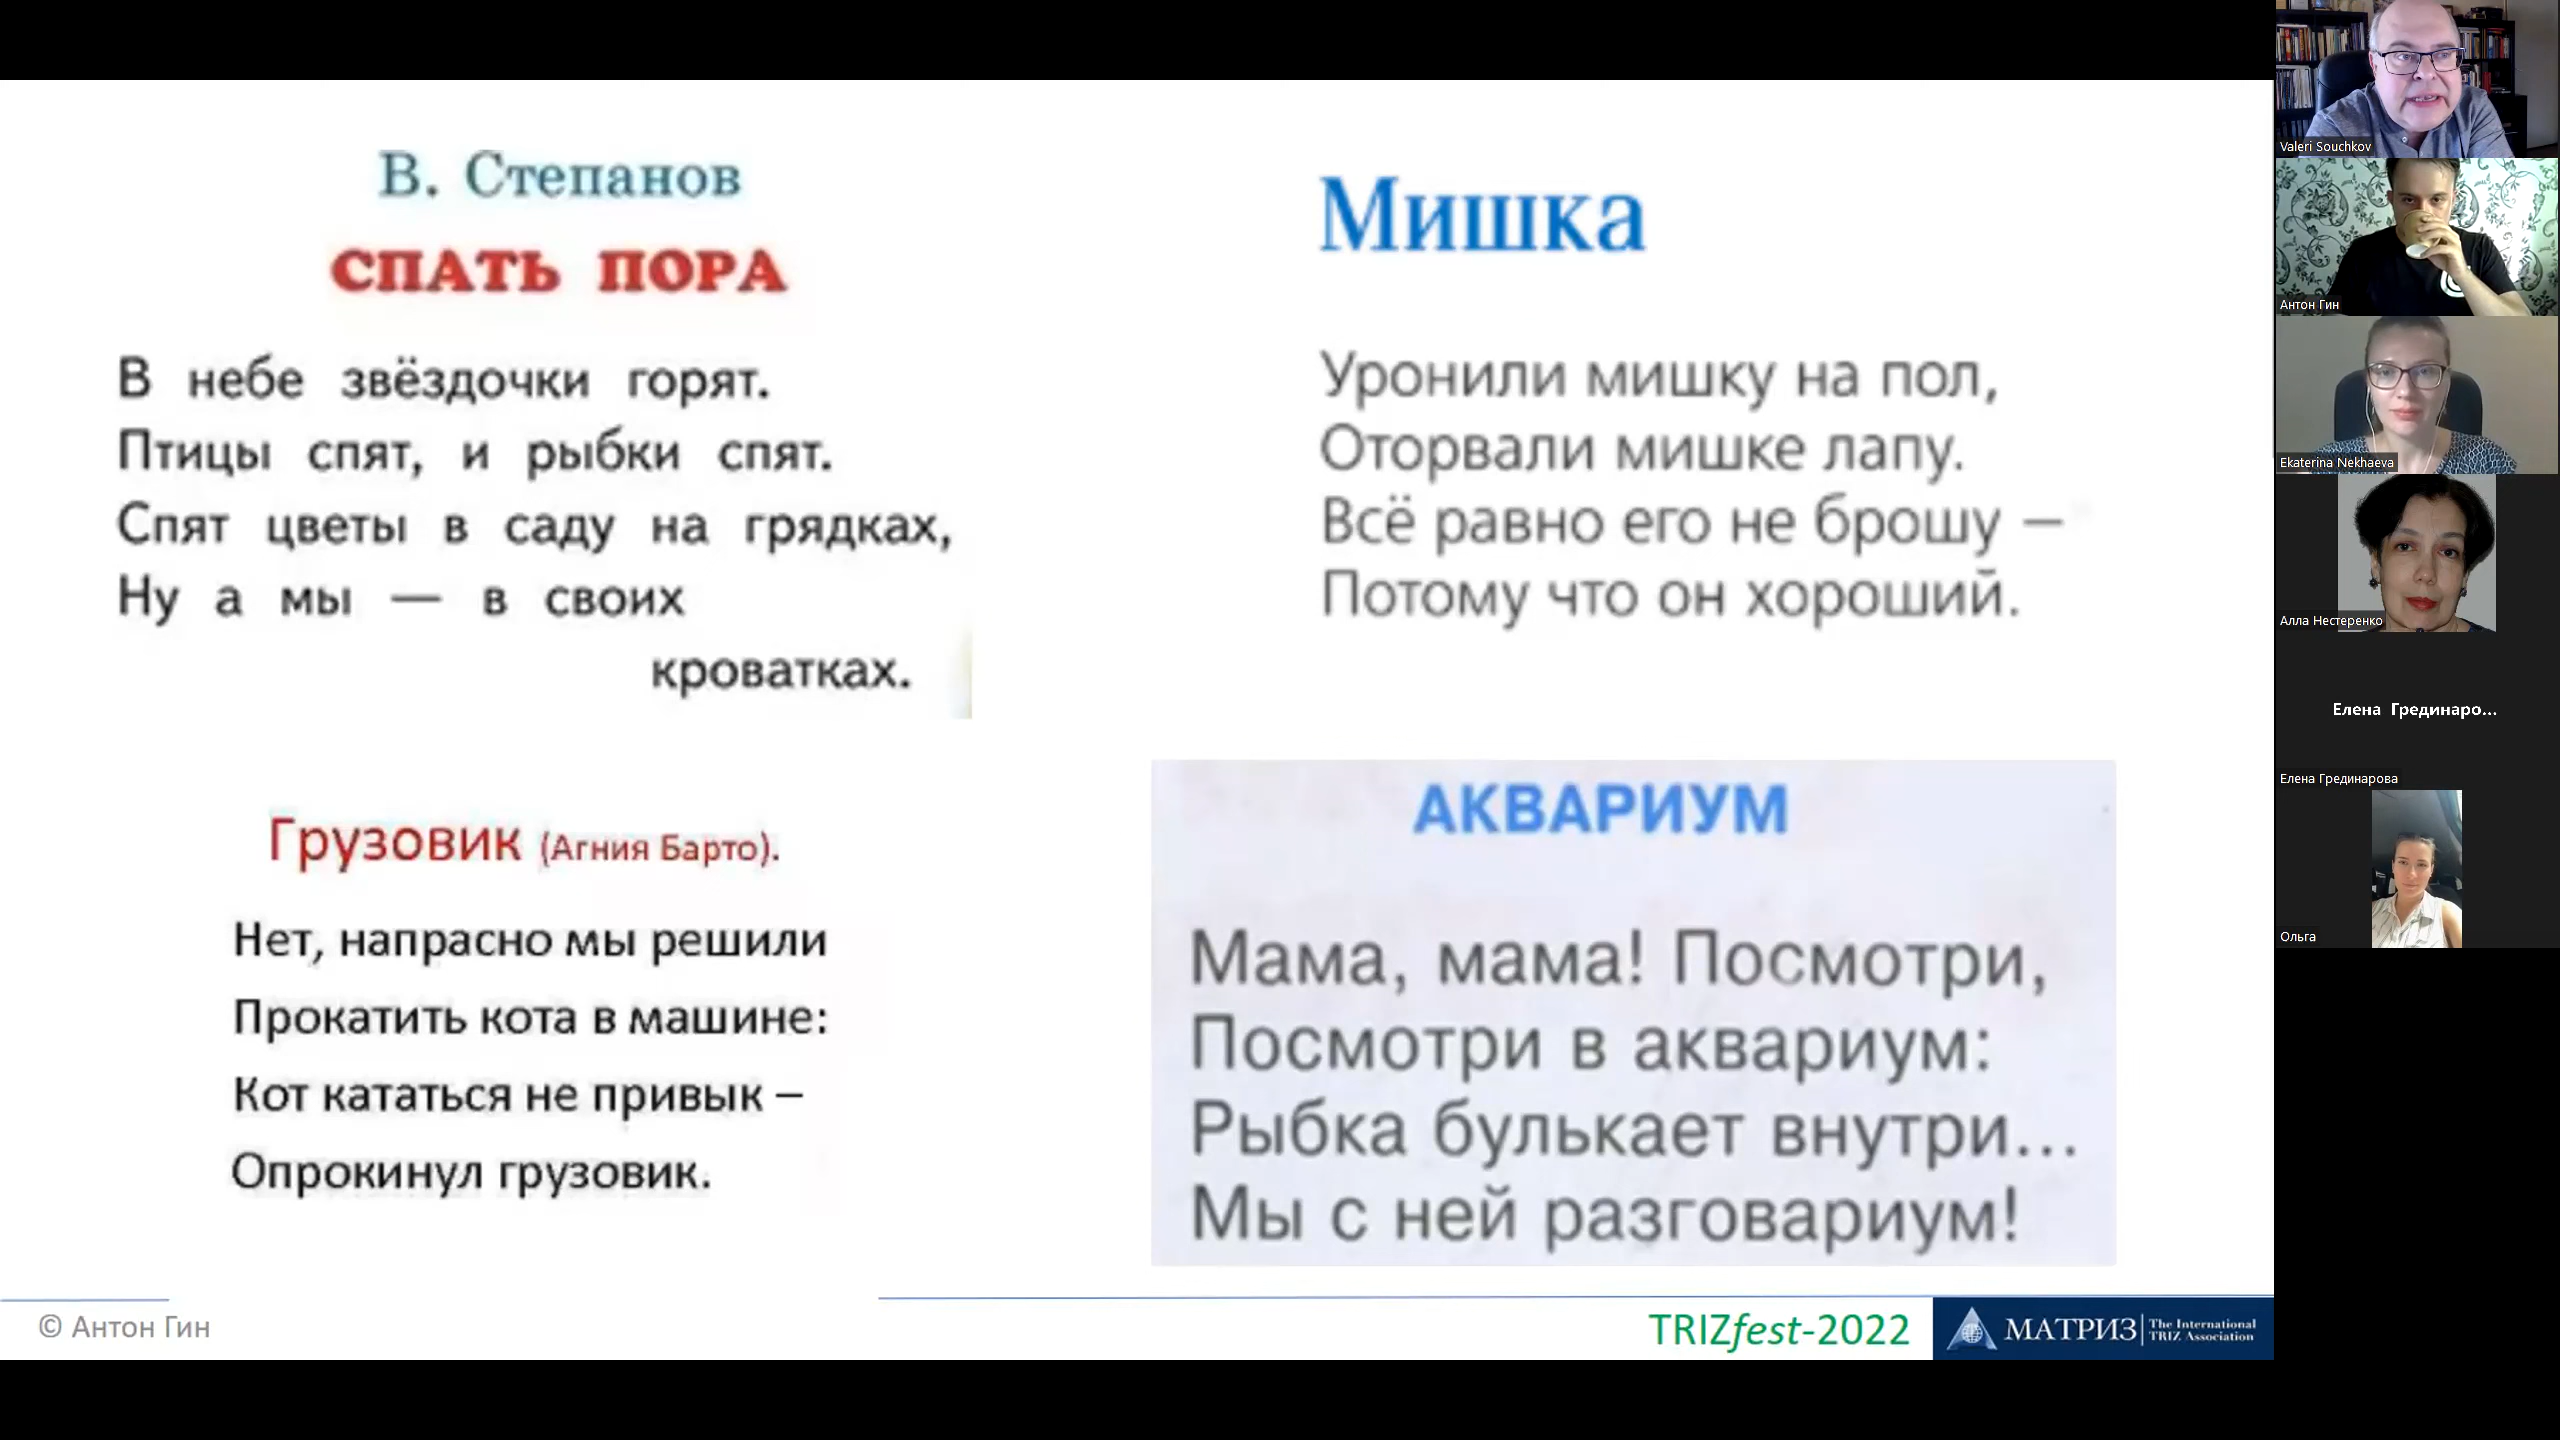 В. Степанов
СПАТЬ ПОРА
В небе звёздочки горят.
Птицы спят, и рыбки спят.
Спят цветы в саду на грядках,
Ну а мы — в своих
кроватках.
Мишка
Уронили мишку на пол,
Оторвали мишке лапу.
Всё равно его не брошу —
Потому что он хороший.
Грузовик (Агния Барто).
Нет, напрасно мы решили
Прокатить кота в машине:
Кот кататься не привык –
Опрокинул грузовик.
АКВАРИУМ
Мама, мама! Посмотри,
Посмотри в аквариум:
Рыбка булькает внутри...
Мы с ней разговариум!
© Антон Гин
TRIZfest-2022
МАТРИЗ
The International
TRIZ Association
Valeri Souchkov
Антон Гин
Ekaterina Nekhaeva
Алла Нестеренко
Елена Грединаро...
Елена Грединарова
Ольга